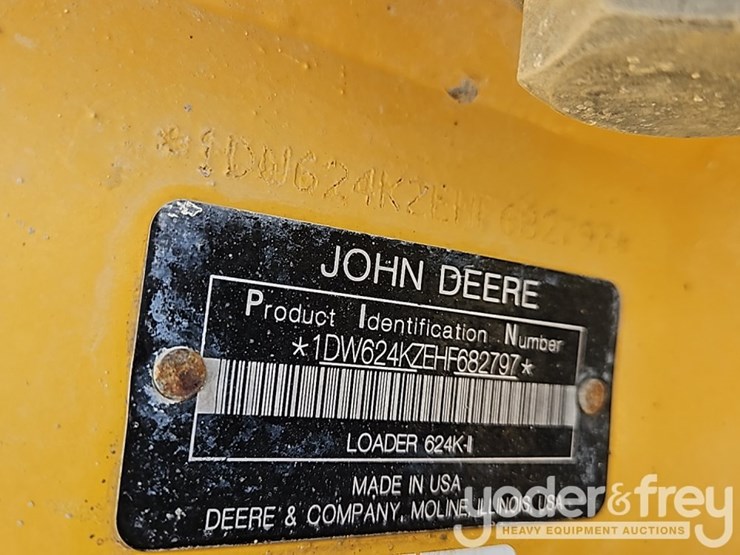 *1DW624KZEHF682797*
JOHN DEERE
Product Identification Number
*1DW624KZEHF682797*
LOADER 624K-II
MADE IN USA
DEERE & COMPANY, MOLINE, ILLINOIS, USA
yoder & frey
HEAVY EQUIPMENT AUCTIONS